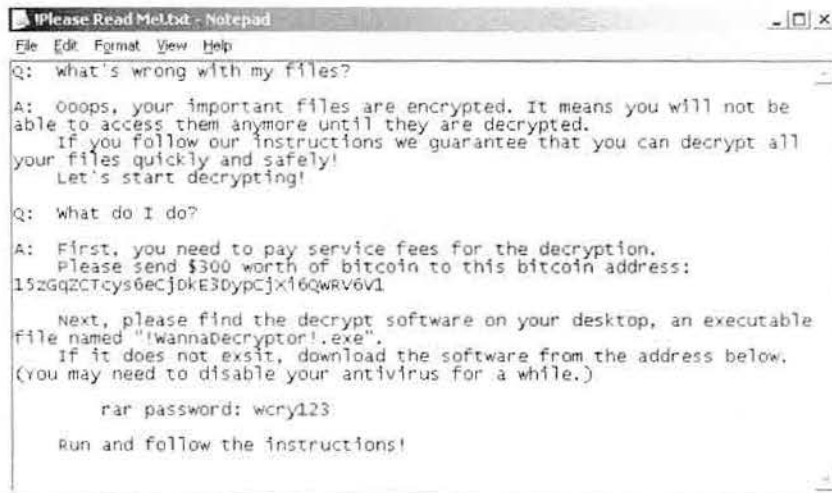 !Please Read Me!.txt - Notepad
File Edit Format View Help
Q: What's wrong with my files?
A: Ooops, your important files are encrypted. It means you will not be
able to access them anymore until they are decrypted.
If you follow our instructions we guarantee that you can decrypt all
your files quickly and safely!
Let's start decrypting!
Q: What do I do?
A: First, you need to pay service fees for the decryption.
Please send $300 worth of bitcoin to this bitcoin address:
15zGqZCTcys6eCjDkE3DypCjXi6QWRV6V1
Next, please find the decrypt software on your desktop, an executable
file named "!WannaDecryptor!.exe".
If it does not exsit, download the software from the address below.
(You may need to disable your antivirus for a while.)
rar password: wcry123
Run and follow the instructions!